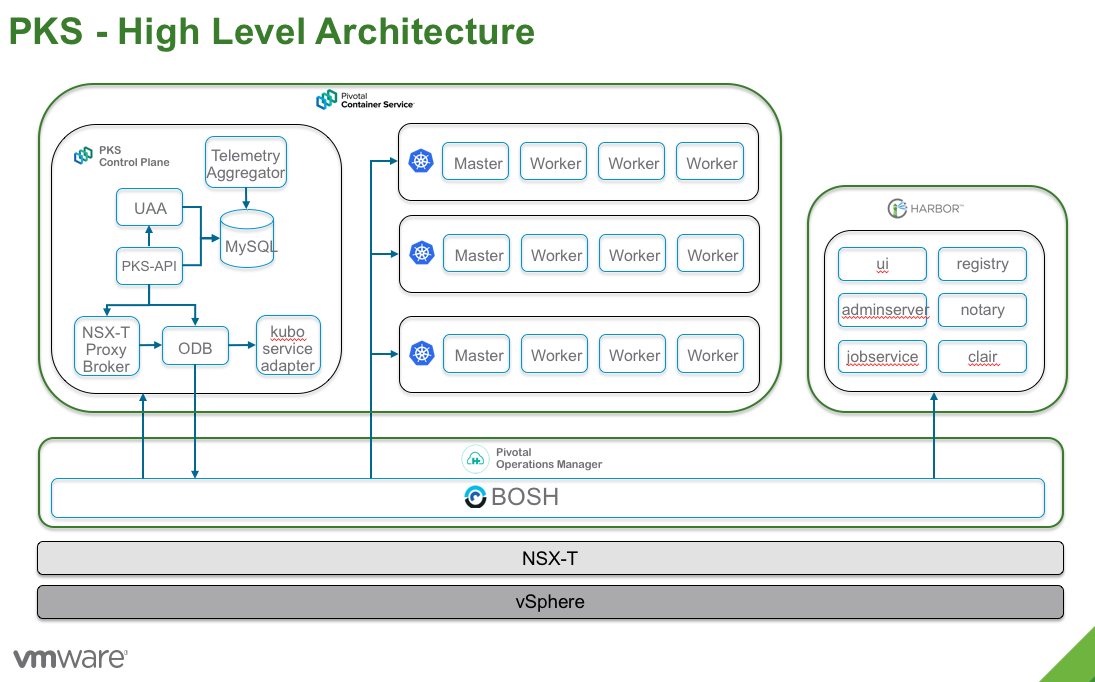 PKS - High Level Architecture
Pivotal
Container Service
PKS
Control Plane
Telemetry
Aggregator
UAA
MySQL
PKS-API
NSX-T
Proxy
Broker
ODB
kubo
service
adapter
Master
Worker
Worker
Worker
Master
Worker
Worker
Worker
Master
Worker
Worker
Worker
HARBOR™
ui
registry
adminserver
notary
jobservice
clair
Pivotal
Operations Manager
BOSH
NSX-T
vSphere
vmware